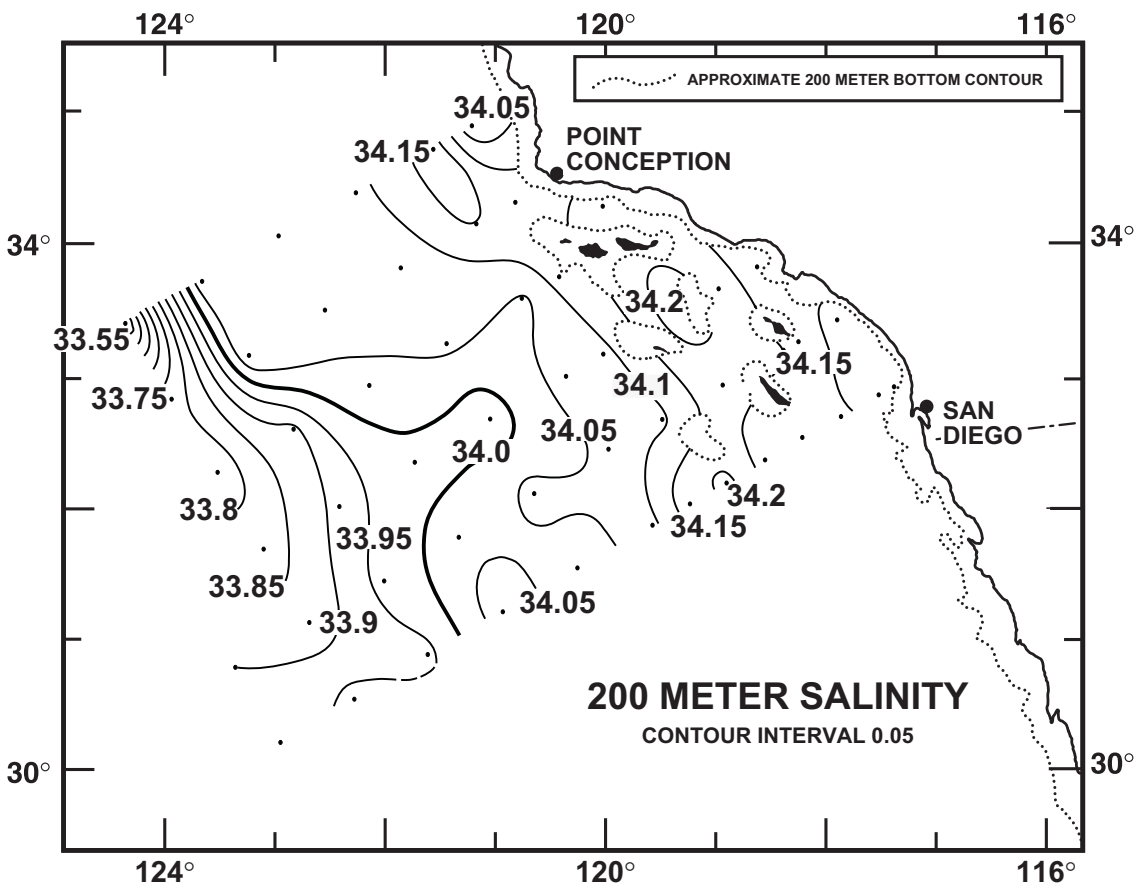 124° 120° 116°
APPROXIMATE 200 METER BOTTOM CONTOUR
34.05
POINT
CONCEPTION
34.15
34° 34°
34.2
33.55
34.15
34.1
33.75
SAN
DIEGO
34.05
34.0
34.2
33.8
34.15
33.95
33.85
34.05
33.9
200 METER SALINITY
CONTOUR INTERVAL 0.05
30° 30°
124° 120° 116°